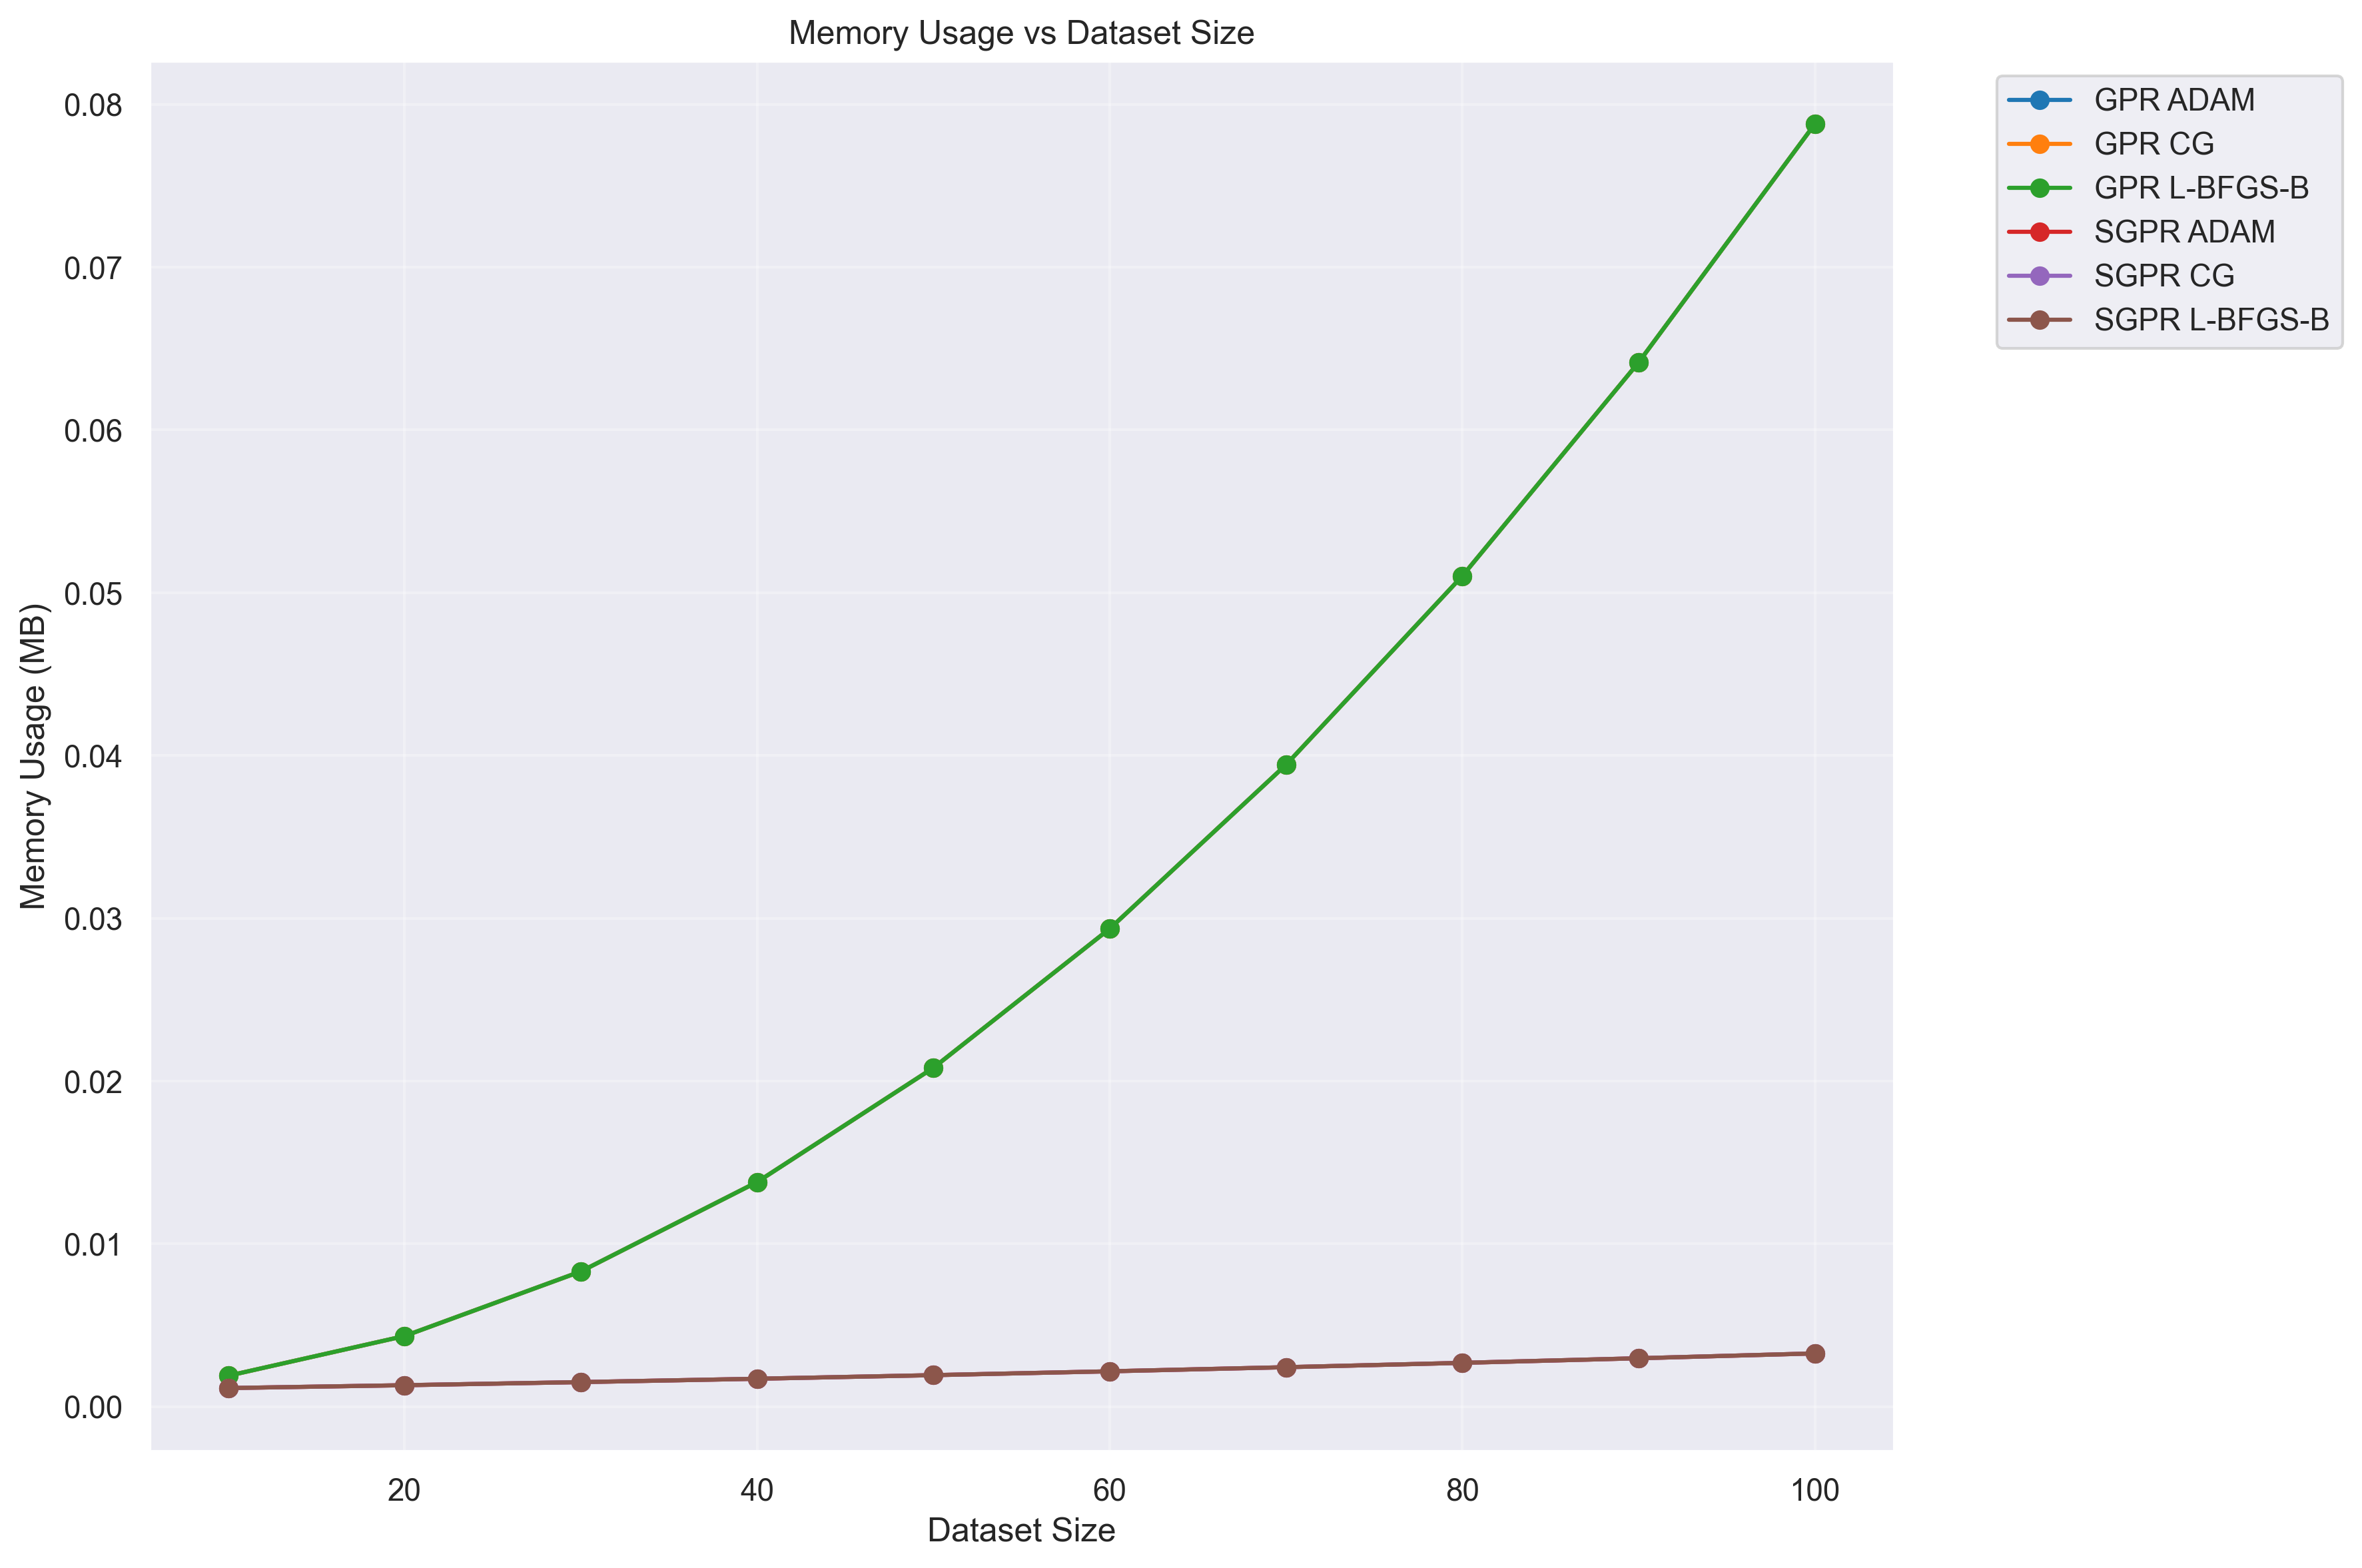 Memory Usage vs Dataset Size
GPR ADAM
GPR CG
GPR L-BFGS-B
SGPR ADAM
SGPR CG
SGPR L-BFGS-B
Memory Usage (MB)
0.08
0.07
0.06
0.05
0.04
0.03
0.02
0.01
0.00
20 40 60 80 100
Dataset Size